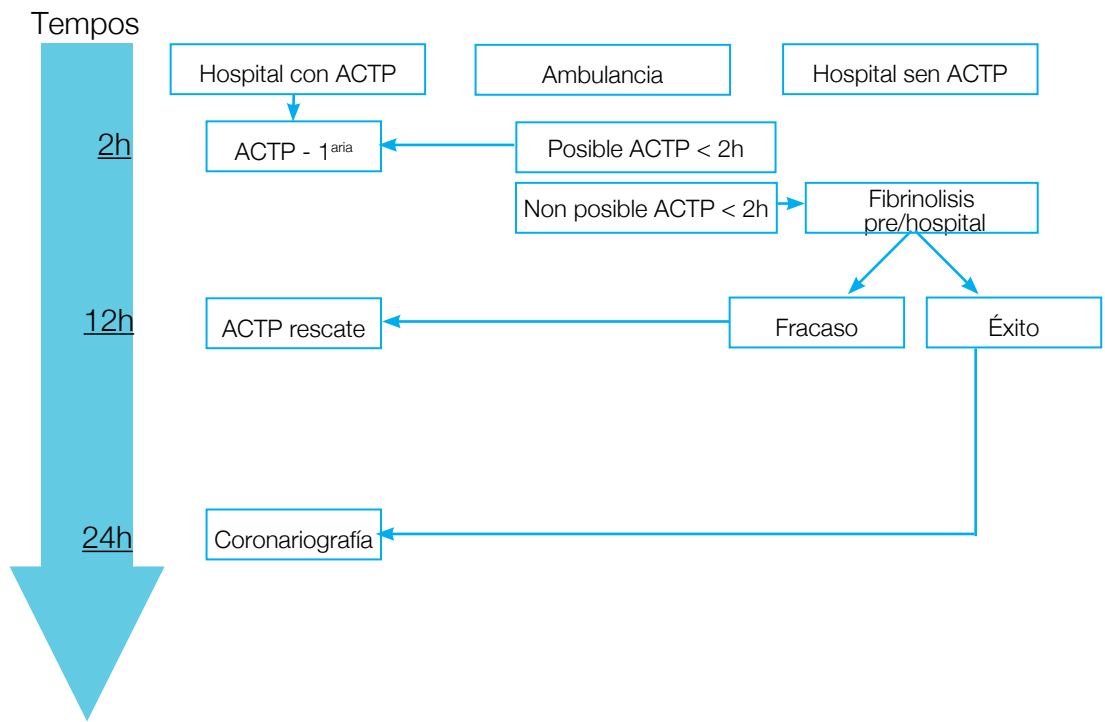 Tempos
Hospital con ACTP
Ambulancia
Hospital sen ACTP
2h
ACTP - 1aria
Posible ACTP < 2h
Non posible ACTP < 2h
Fibrinolisis
pre/hospital
12h
ACTP rescate
Fracaso
Éxito
24h
Coronariografía